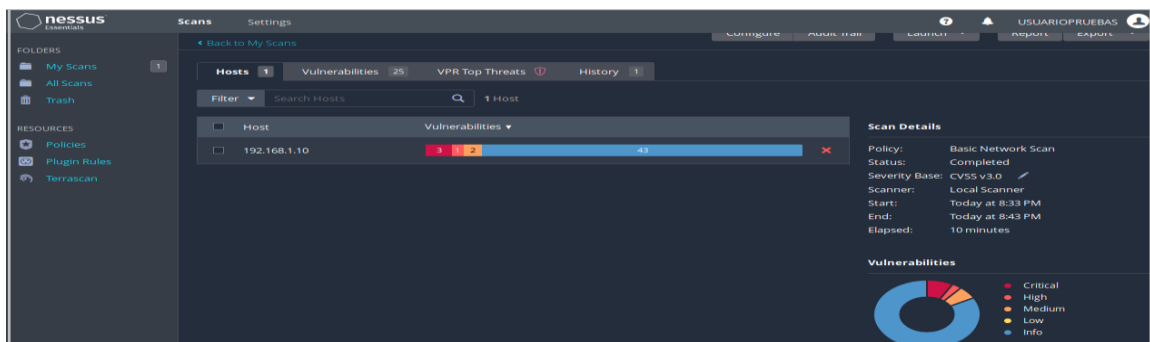 nessus Scans Settings USUARIOPRUEBAS
Essentials
FOLDERS
My Scans 1
All Scans
Trash
RESOURCES
Policies
Plugin Rules
Terrascan
Back to My Scans
Configure Audit Trail Launch Report Export
Hosts 1 Vulnerabilities 25 VPR Top Threats History 1
Filter Search Hosts 1 Host
Host Vulnerabilities
192.168.1.10 3 1 2 43
Scan Details
Policy: Basic Network Scan
Status: Completed
Severity Base: CVSS v3.0
Scanner: Local Scanner
Start: Today at 8:33 PM
End: Today at 8:43 PM
Elapsed: 10 minutes
Vulnerabilities
Critical
High
Medium
Low
Info